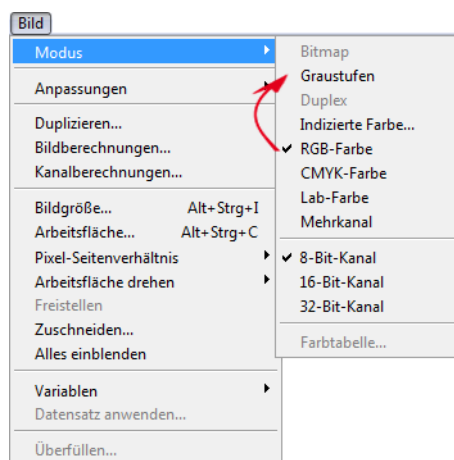 Bild
Modus
Anpassungen
Duplizieren...
Bildberechnungen...
Kanalberechnungen...
Bildgröße... Alt+Strg+I
Arbeitsfläche... Alt+Strg+C
Pixel-Seitenverhältnis
Arbeitsfläche drehen
Freistellen
Zuschneiden...
Alles einblenden
Variablen
Datensatz anwenden...
Überfüllen...
Bitmap
Graustufen
Duplex
Indizierte Farbe...
RGB-Farbe
CMYK-Farbe
Lab-Farbe
Mehrkanal
8-Bit-Kanal
16-Bit-Kanal
32-Bit-Kanal
Farbtabelle...